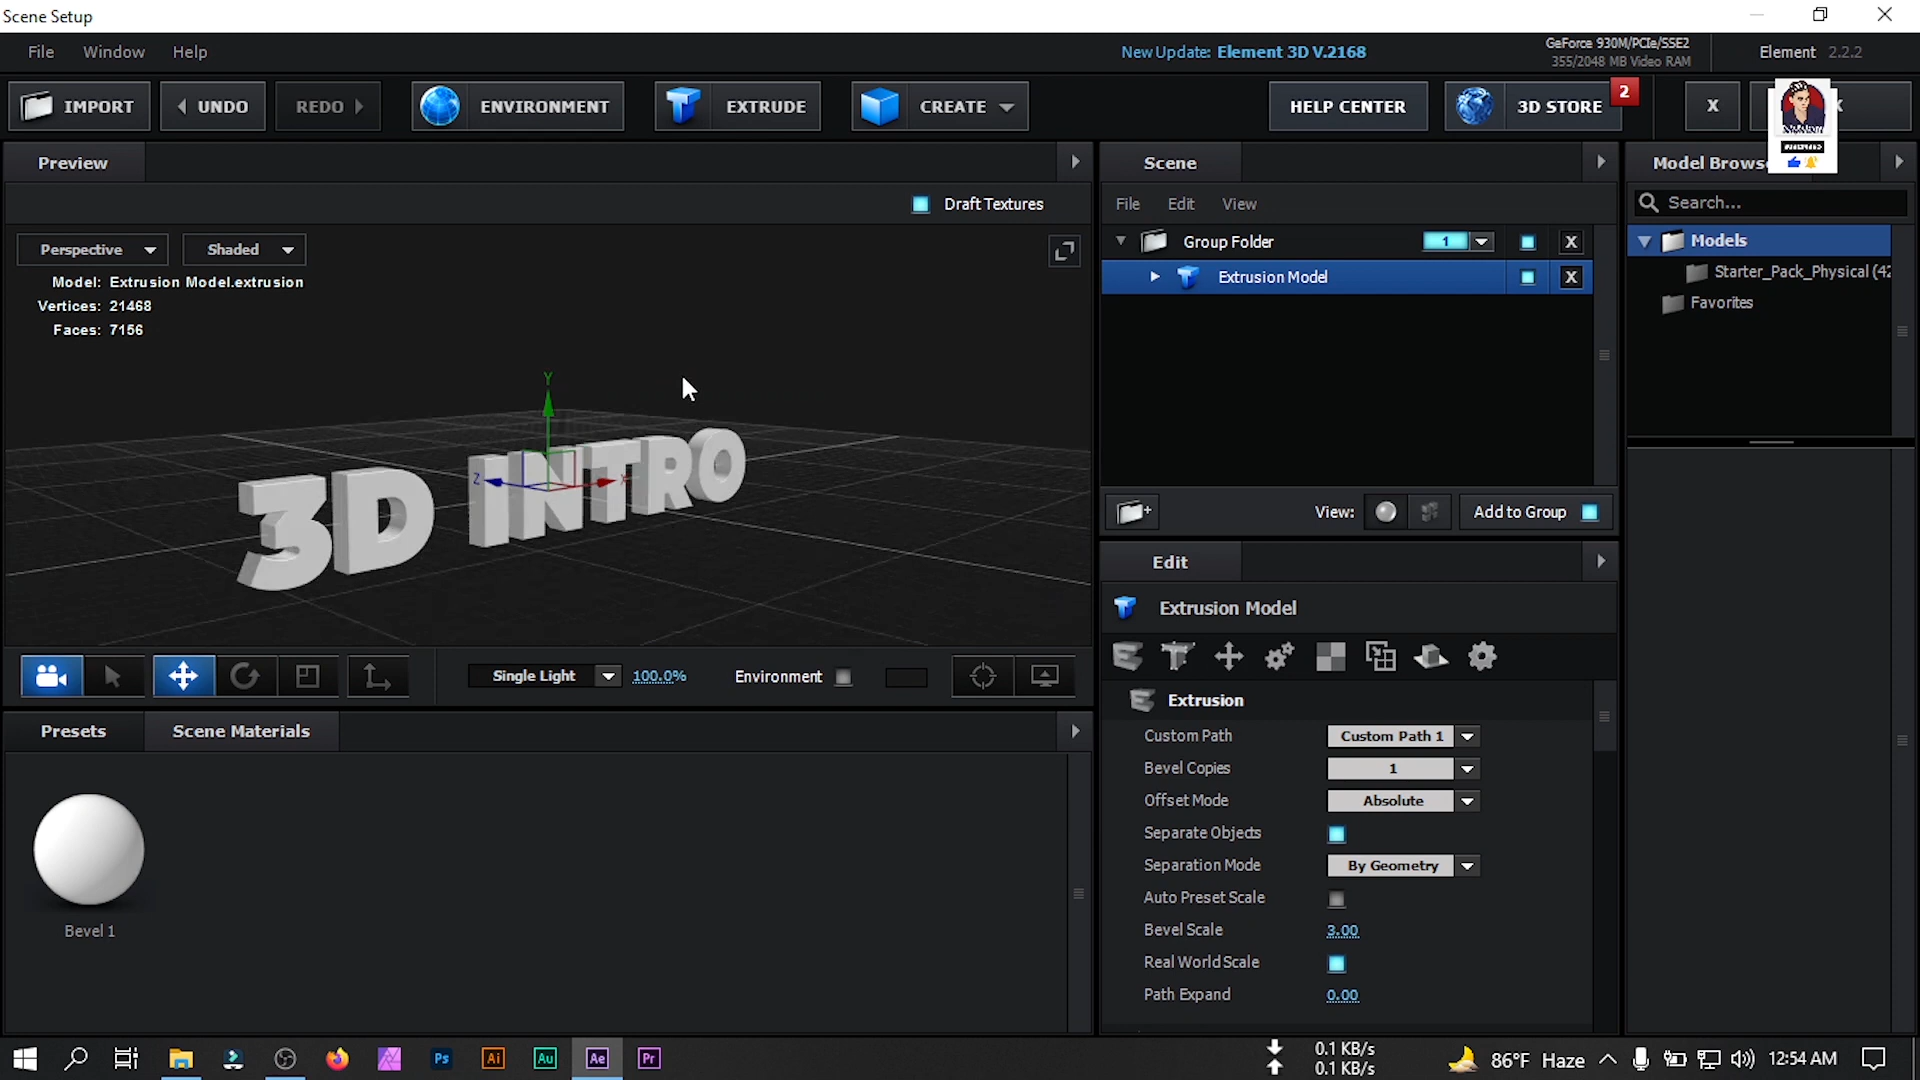 Scene Setup
File Window Help
New Update: Element 3D V.2168
GeForce 930M/PCIe/SSE2
355/2048 MB Video RAM
Element 2.2.2
IMPORT
UNDO
REDO
ENVIRONMENT
EXTRUDE
CREATE
HELP CENTER
3D STORE
2
X
Preview
Scene
Model Brows
Draft Textures
File Edit View
Search...
Perspective
Shaded
Group Folder
1
X
Models
Model: Extrusion Model.extrusion
Extrusion Model
X
Starter_Pack_Physical (42
Vertices: 21468
Favorites
Faces: 7156
Y
Z
X
3D INTRO
View:
Add to Group
Edit
Extrusion Model
Single Light
100.0%
Environment
Extrusion
Presets
Scene Materials
Custom Path
Custom Path 1
Bevel Copies
1
Offset Mode
Absolute
Separate Objects
Separation Mode
By Geometry
Auto Preset Scale
Bevel 1
Bevel Scale
3.00
Real World Scale
Path Expand
0.00
Ps
Ai
Au
Ae
Pr
0.1 KB/s
0.1 KB/s
86°F Haze
12:54 AM